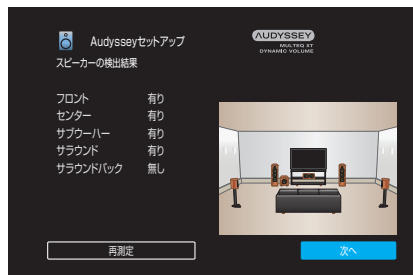 Audysseyセットアップ
AUDYSSEY
MULTEQ XT
DYNAMIC VOLUME
スピーカーの検出結果
フロント 有り
センター 有り
サブウーハー 有り
サラウンド 有り
サラウンドバック 無し
再測定
次へ